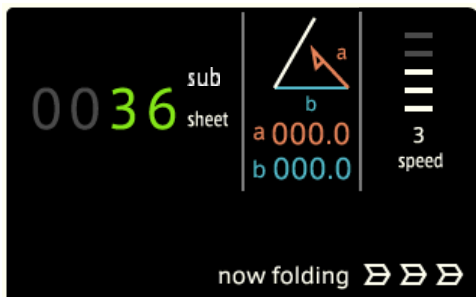 0036 sub
sheet
a
b
a 000.0
b 000.0
3
speed
now folding